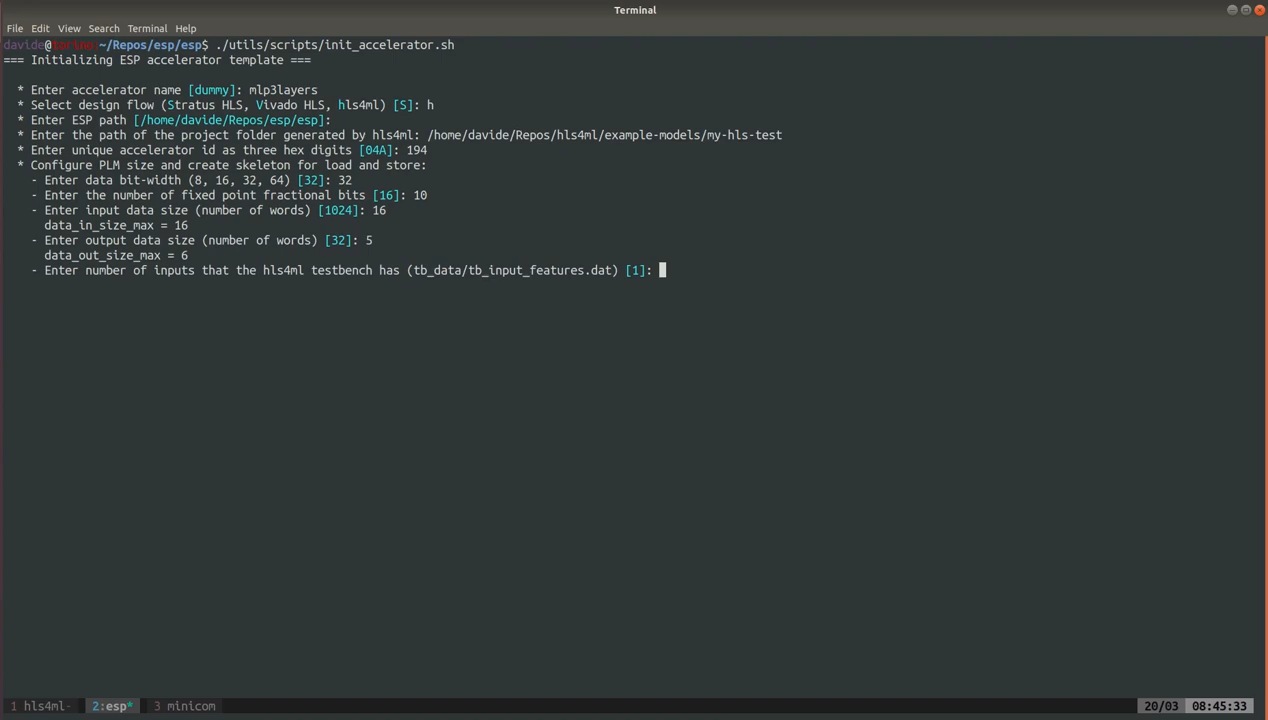 Terminal
File Edit View Search Terminal Help
davide@torino:~/Repos/esp/esp$ ./utils/scripts/init_accelerator.sh
=== Initializing ESP accelerator template ===
* Enter accelerator name [dummy]: mlp3layers
* Select design flow (Stratus HLS, Vivado HLS, hls4ml) [S]: h
* Enter ESP path [/home/davide/Repos/esp/esp]:
* Enter the path of the project folder generated by hls4ml: /home/davide/Repos/hls4ml/example-models/my-hls-test
* Enter unique accelerator id as three hex digits [04A]: 194
* Configure PLM size and create skeleton for load and store:
- Enter data bit-width (8, 16, 32, 64) [32]: 32
- Enter the number of fixed point fractional bits [16]: 10
- Enter input data size (number of words) [1024]: 16
data_in_size_max = 16
- Enter output data size (number of words) [32]: 5
data_out_size_max = 6
- Enter number of inputs that the hls4ml testbench has (tb_data/tb_input_features.dat) [1]:
1 hls4ml- 2:esp* 3 minicom 20/03 08:45:33